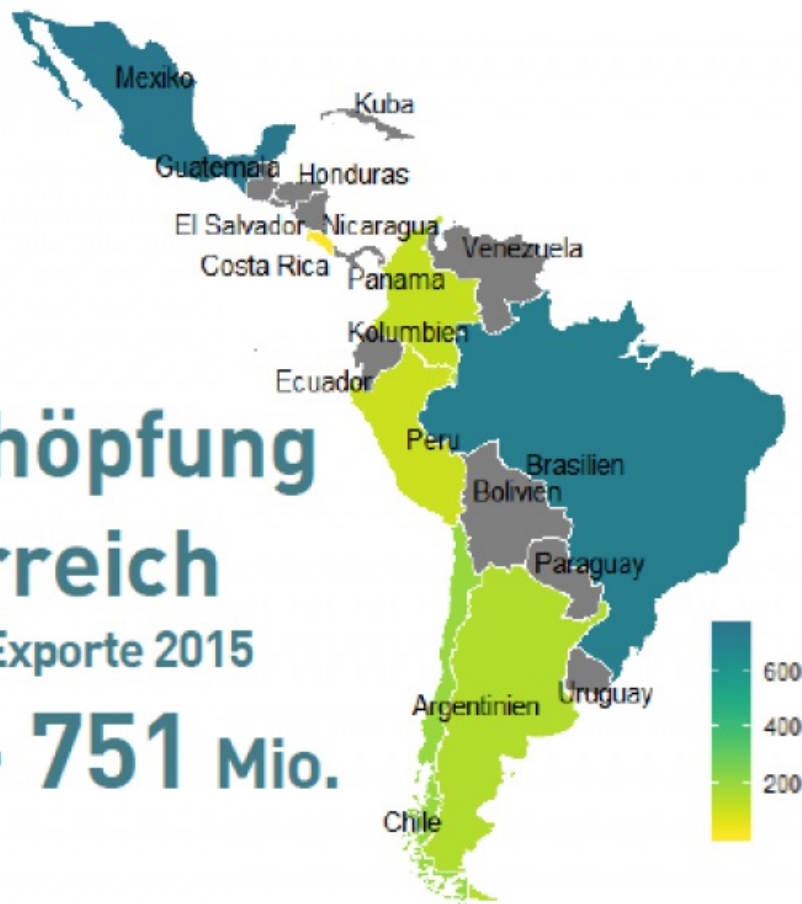 Mexiko
Kuba
Guatemala
Honduras
El Salvador
Nicaragua
Costa Rica
Panama
Venezuela
Kolumbien
Ecuador
Peru
Brasilien
Bolivien
Paraguay
höpfung
rreich
Exporte 2015
751 Mio.
Argentinien
Uruguay
Chile
600
400
200